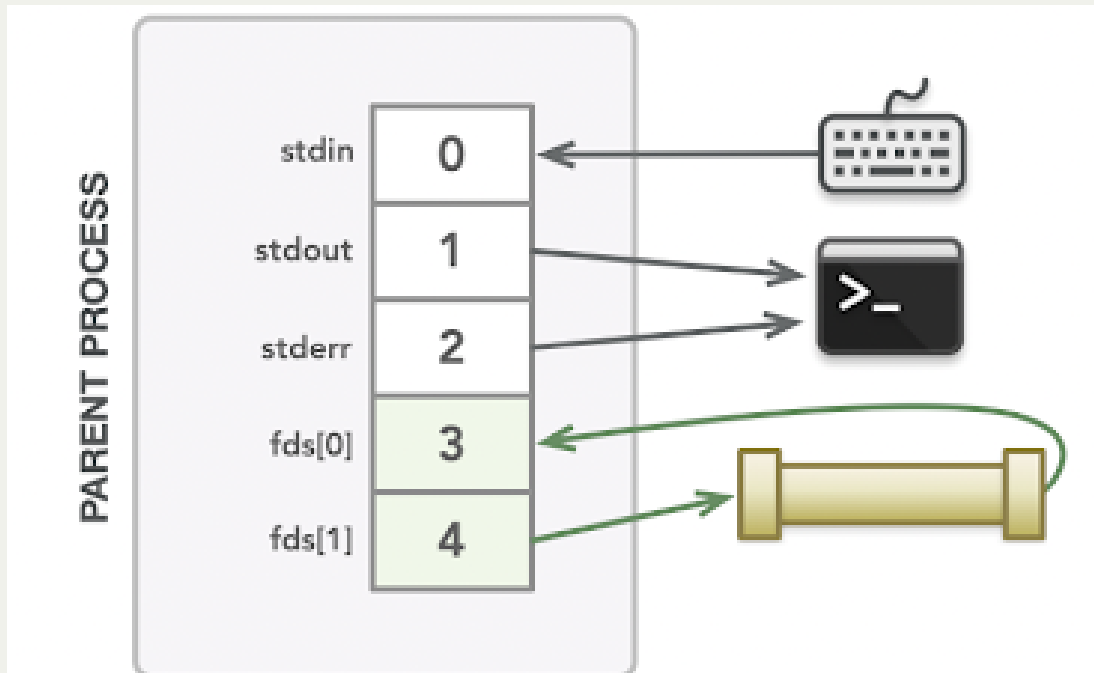 PARENT PROCESS
stdin 0
stdout 1
>_
stderr 2
fds[0] 3
fds[1] 4